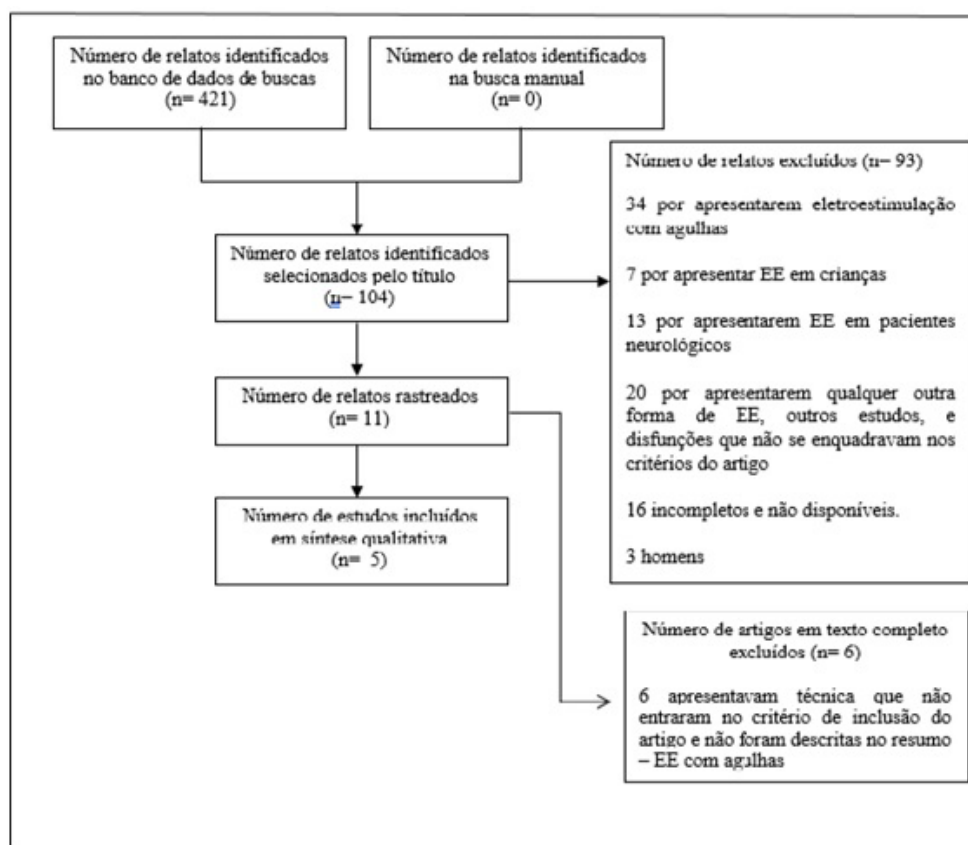 Número de relatos identificados
no banco de dados de buscas
(n= 421)
Número de relatos identificados
na busca manual
(n= 0)
Número de relatos excluídos (n– 93)
34 por apresentarem eletroestimulação
com agulhas
7 por apresentar EE em crianças
13 por apresentarem EE em pacientes
neurológicos
20 por apresentarem qualquer outra
forma de EE, outros estudos, e
disfunções que não se enquadravam nos
critérios do artigo
16 incompletos e não disponíveis.
3 homens
Número de relatos identificados
selecionados pelo título
(n– 104)
Número de relatos rastreados
(n= 11)
Número de estudos incluídos
em síntese qualitativa
(n= 5)
Número de artigos em texto completo
excluídos (n= 6)
6 apresentavam técnica que não
entraram no critério de inclusão do
artigo e não foram descritas no resumo
– EE com agulhas